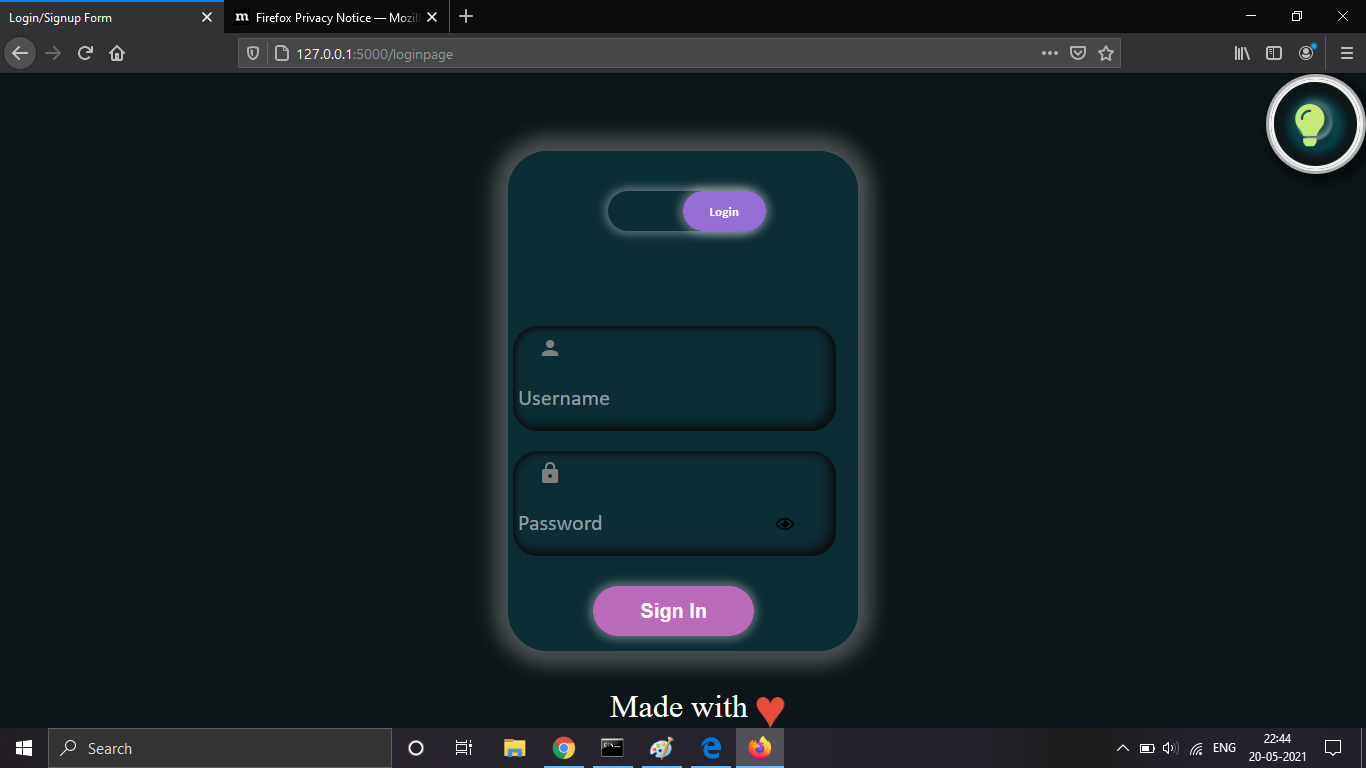 Login/Signup Form
m Firefox Privacy Notice — Mozil
127.0.0.1:5000/loginpage
Login
Username
Password
Sign In
Made with
Search
ENG
22:44
20-05-2021